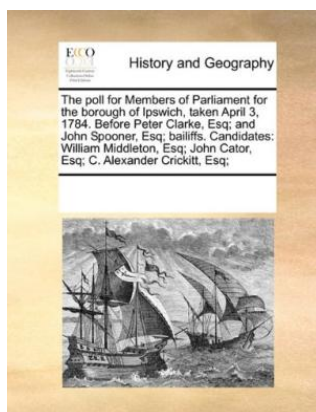 ECCO
History and Geography
The poll for Members of Parliament for
the borough of Ipswich, taken April 3,
1784. Before Peter Clarke, Esq; and
John Spooner, Esq; bailiffs. Candidates:
William Middleton, Esq; John Cator,
Esq; C. Alexander Crickitt, Esq;